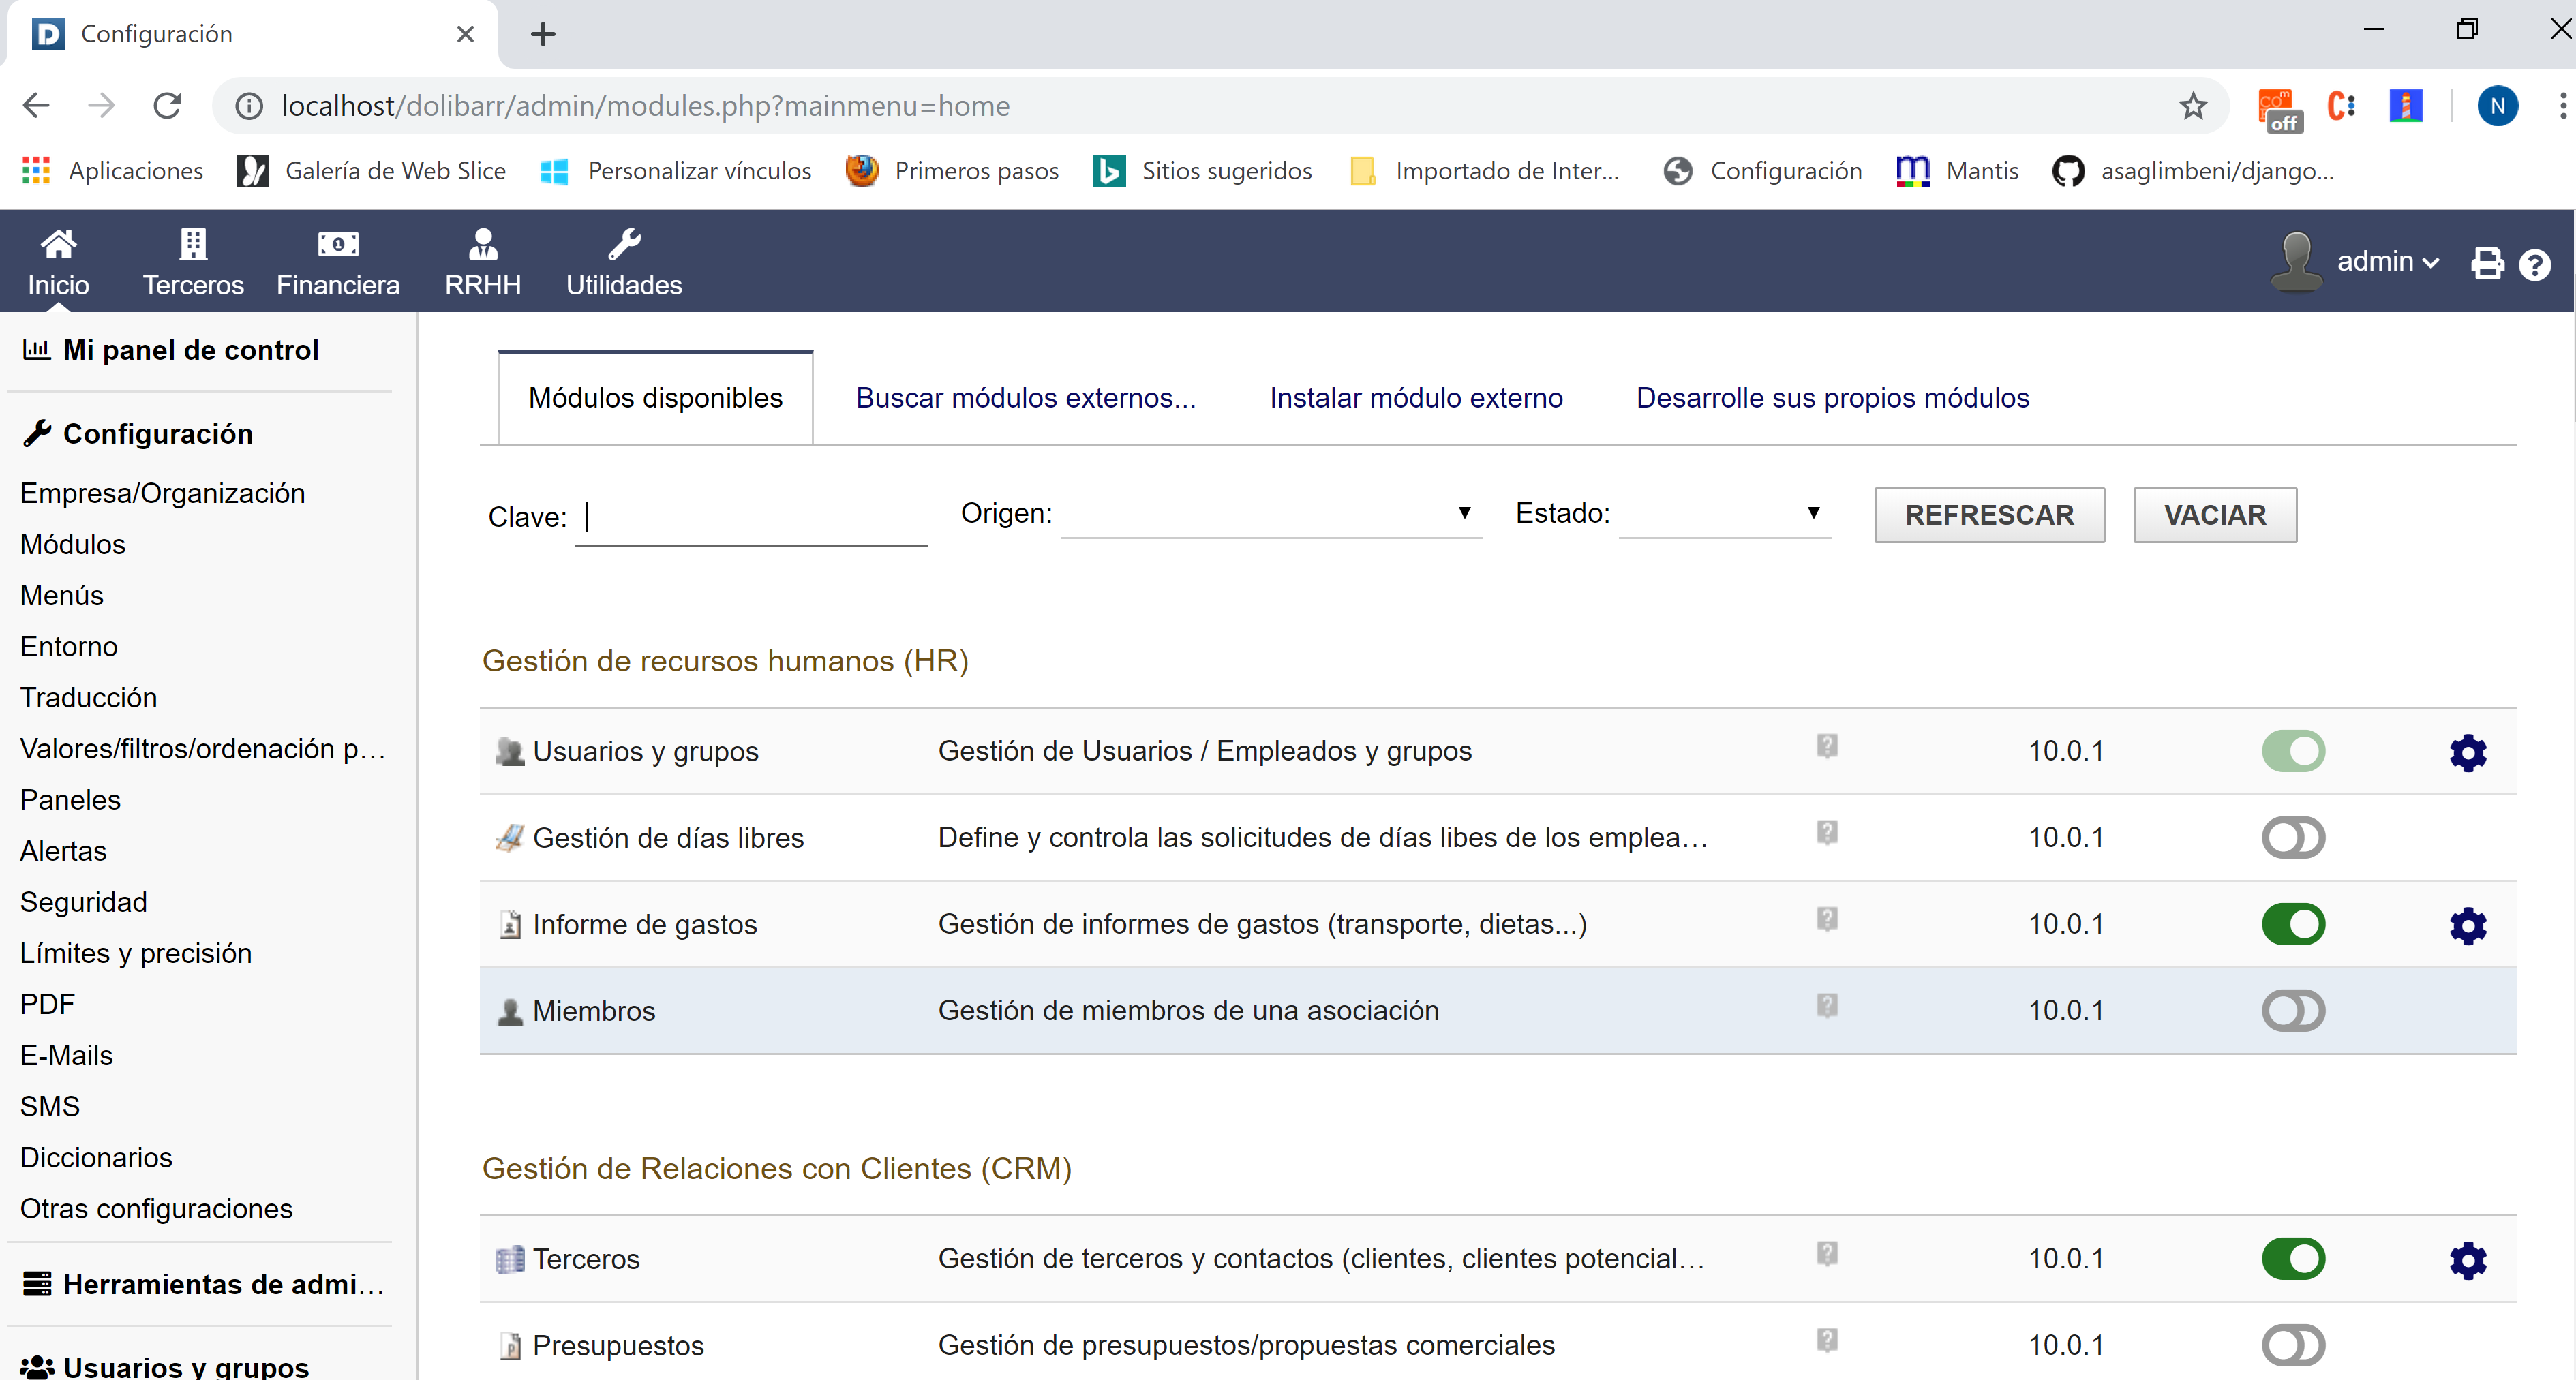 Configuración
localhost/dolibarr/admin/modules.php?mainmenu=home
off
N
Aplicaciones Galería de Web Slice Personalizar vínculos Primeros pasos Sitios sugeridos Importado de Inter... Configuración Mantis asaglimbeni/django...
Inicio Terceros Financiera RRHH Utilidades admin
Mi panel de control
Configuración
Empresa/Organización
Módulos
Menús
Entorno
Traducción
Valores/filtros/ordenación p...
Paneles
Alertas
Seguridad
Límites y precisión
PDF
E-Mails
SMS
Diccionarios
Otras configuraciones
Herramientas de admi...
Usuarios y grupos
Módulos disponibles Buscar módulos externos... Instalar módulo externo Desarrolle sus propios módulos
Clave: Origen: Estado: REFRESCAR VACIAR
Gestión de recursos humanos (HR)
Usuarios y grupos Gestión de Usuarios / Empleados y grupos 10.0.1
Gestión de días libres Define y controla las solicitudes de días libes de los emplea... 10.0.1
Informe de gastos Gestión de informes de gastos (transporte, dietas...) 10.0.1
Miembros Gestión de miembros de una asociación 10.0.1
Gestión de Relaciones con Clientes (CRM)
Terceros Gestión de terceros y contactos (clientes, clientes potencial... 10.0.1
Presupuestos Gestión de presupuestos/propuestas comerciales 10.0.1